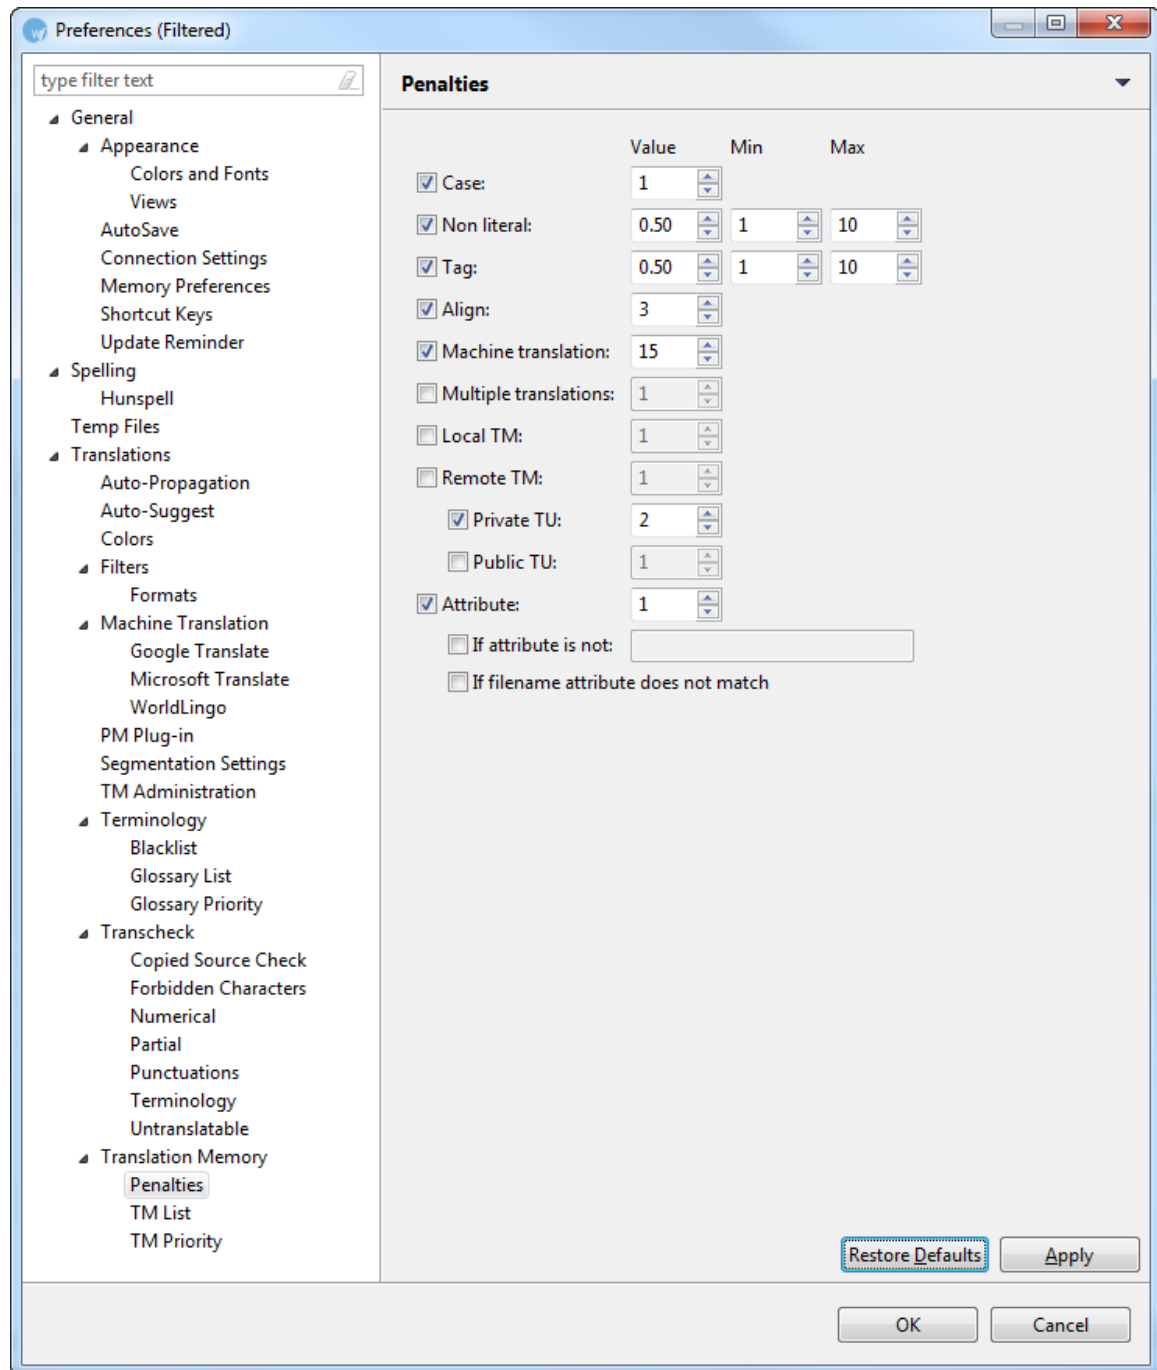 Preferences (Filtered)
type filter text
General
Appearance
Colors and Fonts
Views
AutoSave
Connection Settings
Memory Preferences
Shortcut Keys
Update Reminder
Spelling
Hunspell
Temp Files
Translations
Auto-Propagation
Auto-Suggest
Colors
Filters
Formats
Machine Translation
Google Translate
Microsoft Translate
WorldLingo
PM Plug-in
Segmentation Settings
TM Administration
Terminology
Blacklist
Glossary List
Glossary Priority
Transcheck
Copied Source Check
Forbidden Characters
Numerical
Partial
Punctuations
Terminology
Untranslatable
Translation Memory
Penalties
TM List
TM Priority
Penalties
Value Min Max
Case: 1
Non literal: 0.50 1 10
Tag: 0.50 1 10
Align: 3
Machine translation: 15
Multiple translations: 1
Local TM: 1
Remote TM: 1
Private TU: 2
Public TU: 1
Attribute: 1
If attribute is not:
If filename attribute does not match
Restore Defaults Apply
OK Cancel